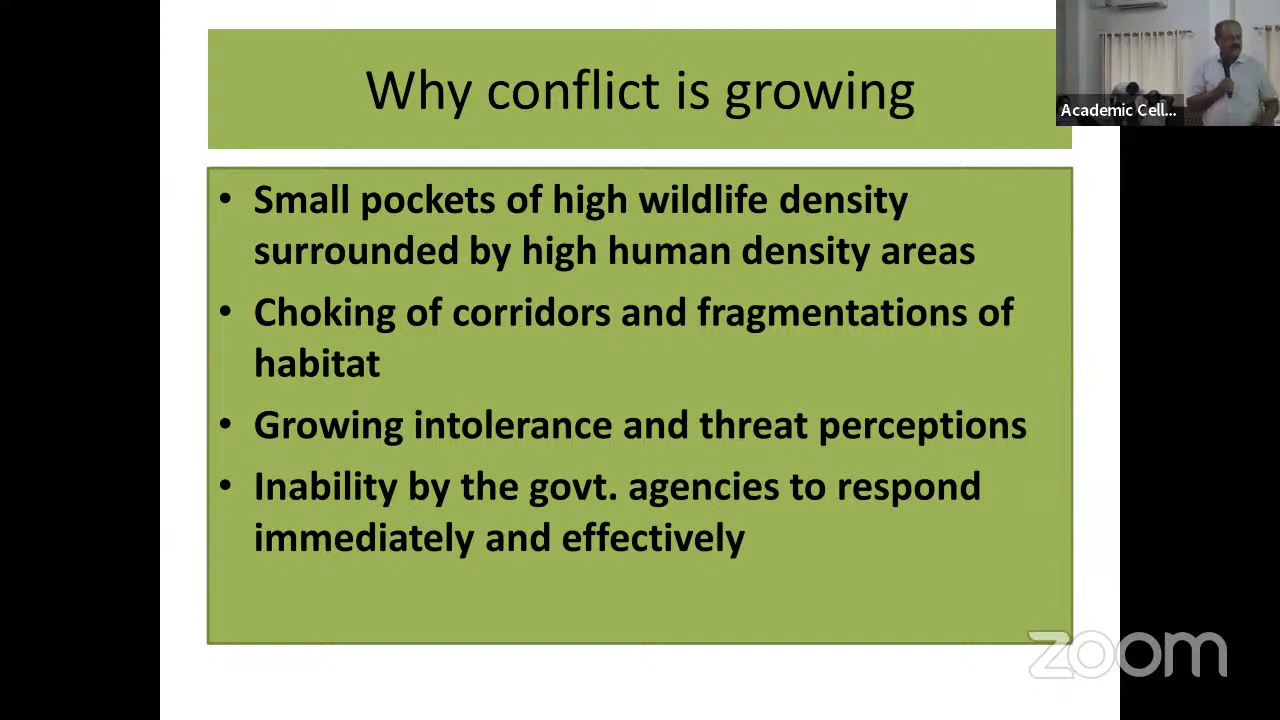 Why conflict is growing
Academic Cell...
• Small pockets of high wildlife density
surrounded by high human density areas
• Choking of corridors and fragmentations of
habitat
• Growing intolerance and threat perceptions
• Inability by the govt. agencies to respond
immediately and effectively
zoom